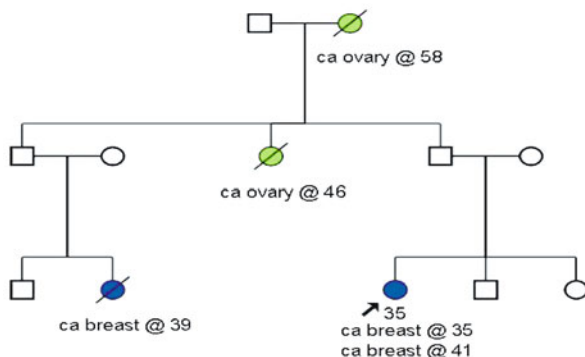 ca ovary @ 58
ca ovary @ 46
ca breast @ 39
35
ca breast @ 35
ca breast @ 41